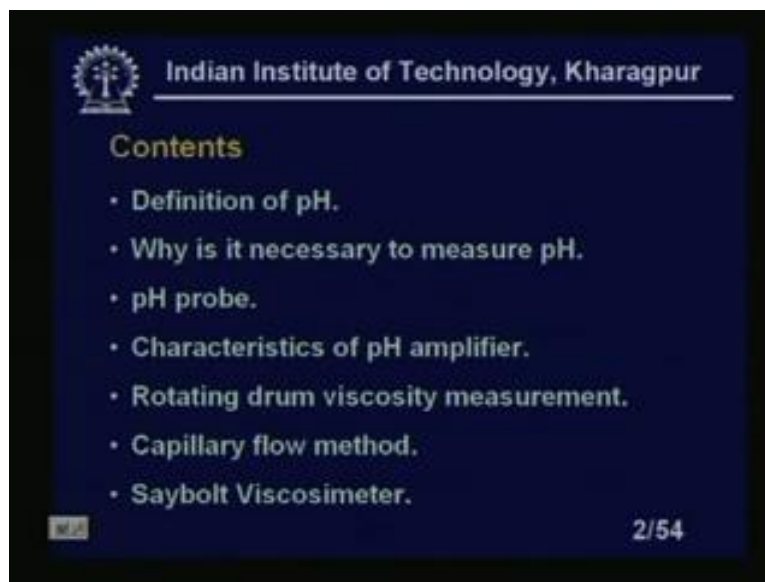 Indian Institute of Technology, Kharagpur
Contents
• Definition of pH.
• Why is it necessary to measure pH.
• pH probe.
• Characteristics of pH amplifier.
• Rotating drum viscosity measurement.
• Capillary flow method.
• Saybolt Viscosimeter.
2/54